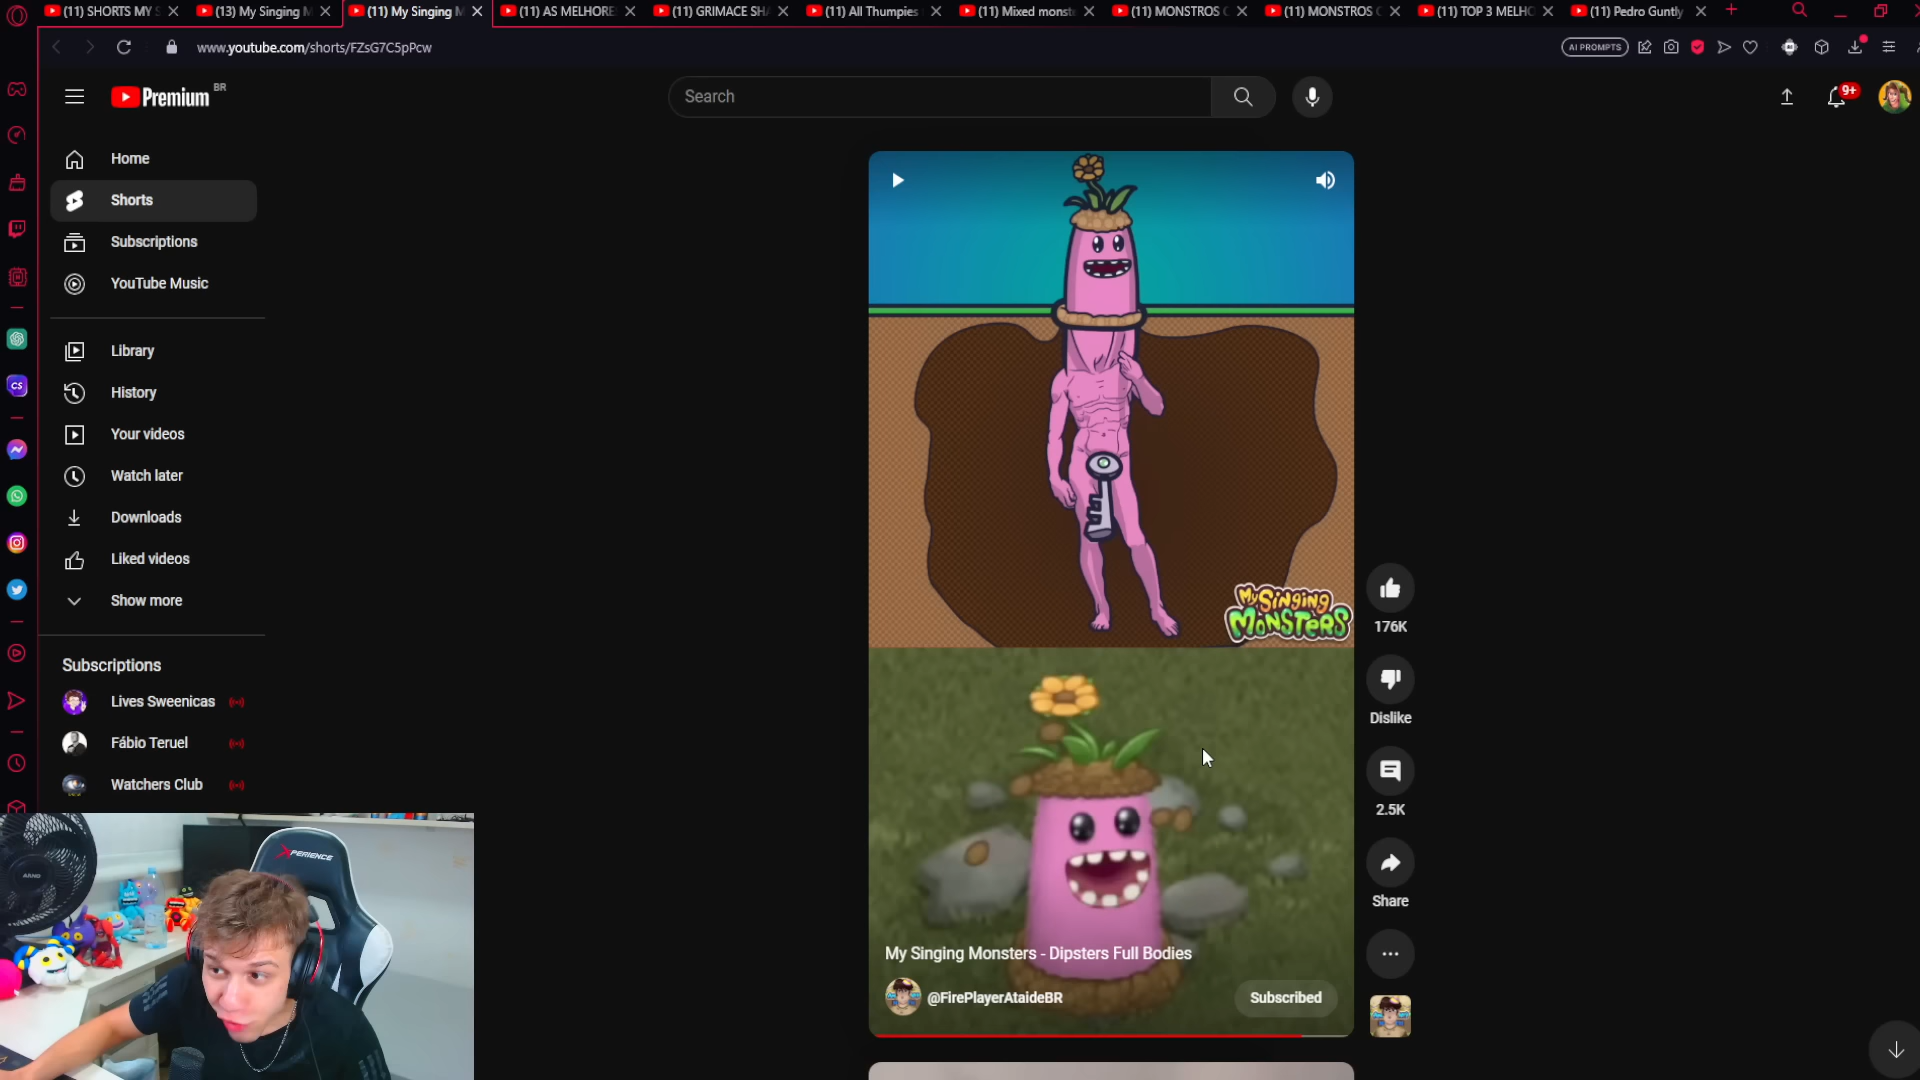 (11) SHORTS MY S
(13) My Singing M
(11) My Singing M
(11) AS MELHORE
(11) GRIMACE SHA
(11) All Thumpies
(11) Mixed monst
(11) MONSTROS C
(11) MONSTROS C
(11) TOP 3 MELHO
(11) Pedro Guntly
www.youtube.com/shorts/FZsG7C5pPcw
AI PROMPTS
Premium BR
Search
9+
Home
Shorts
Subscriptions
YouTube Music
Library
History
Your videos
Watch later
Downloads
Liked videos
Show more
Subscriptions
Lives Sweenicas
Fábio Teruel
Watchers Club
CS
My Singing
Monsters
176K
Dislike
2.5K
Share
My Singing Monsters - Dipsters Full Bodies
@FirePlayerAtaideBR
Subscribed
XPERIENCE
ARNO